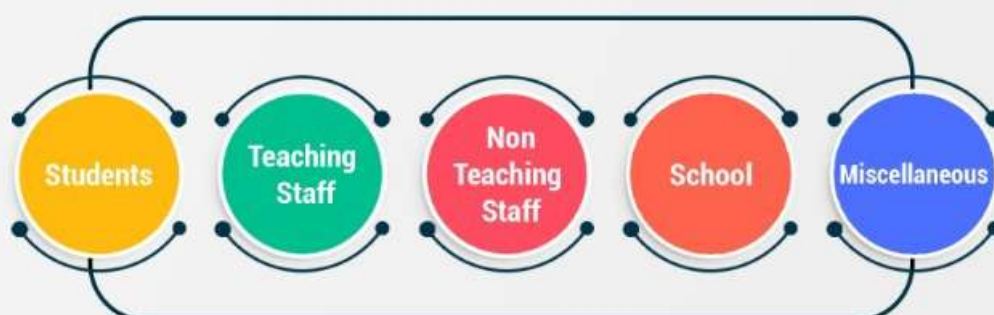 Students
Teaching
Staff
Non
Teaching
Staff
School
Miscellaneous